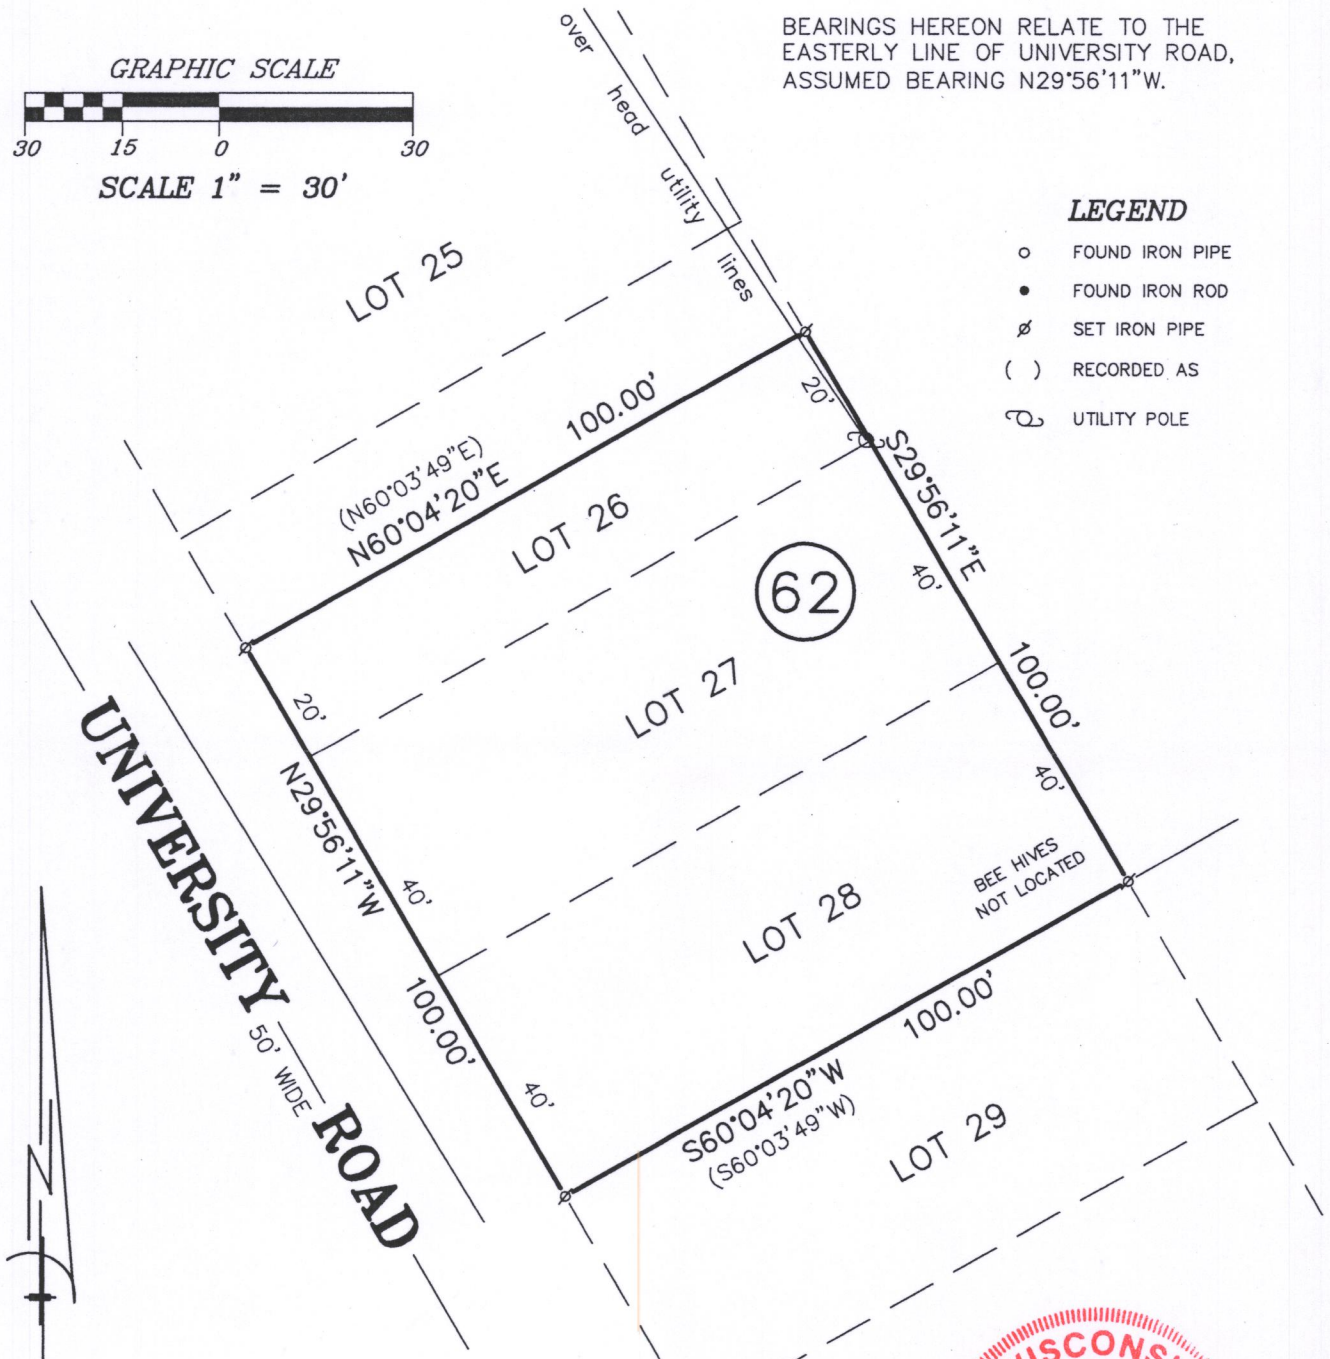 GRAPHIC SCALE
30 15 0 30
SCALE 1" = 30'
BEARINGS HEREON RELATE TO THE
EASTERLY LINE OF UNIVERSITY ROAD,
ASSUMED BEARING N29°56'11"W.
LEGEND
FOUND IRON PIPE
FOUND IRON ROD
SET IRON PIPE
( ) RECORDED AS
UTILITY POLE
over
head
utility
lines
LOT 25
(N60°03'49"E)
N60°04'20"E
100.00'
20'
S29°56'11"E
LOT 26
62
40'
LOT 27
100.00'
20'
N29°56'11"W
40'
40'
BEE HIVES
NOT LOCATED
LOT 28
100.00'
40'
100.00'
S60°04'20"W
(S60°03'49"W)
LOT 29
UNIVERSITY
50' WIDE
ROAD
N